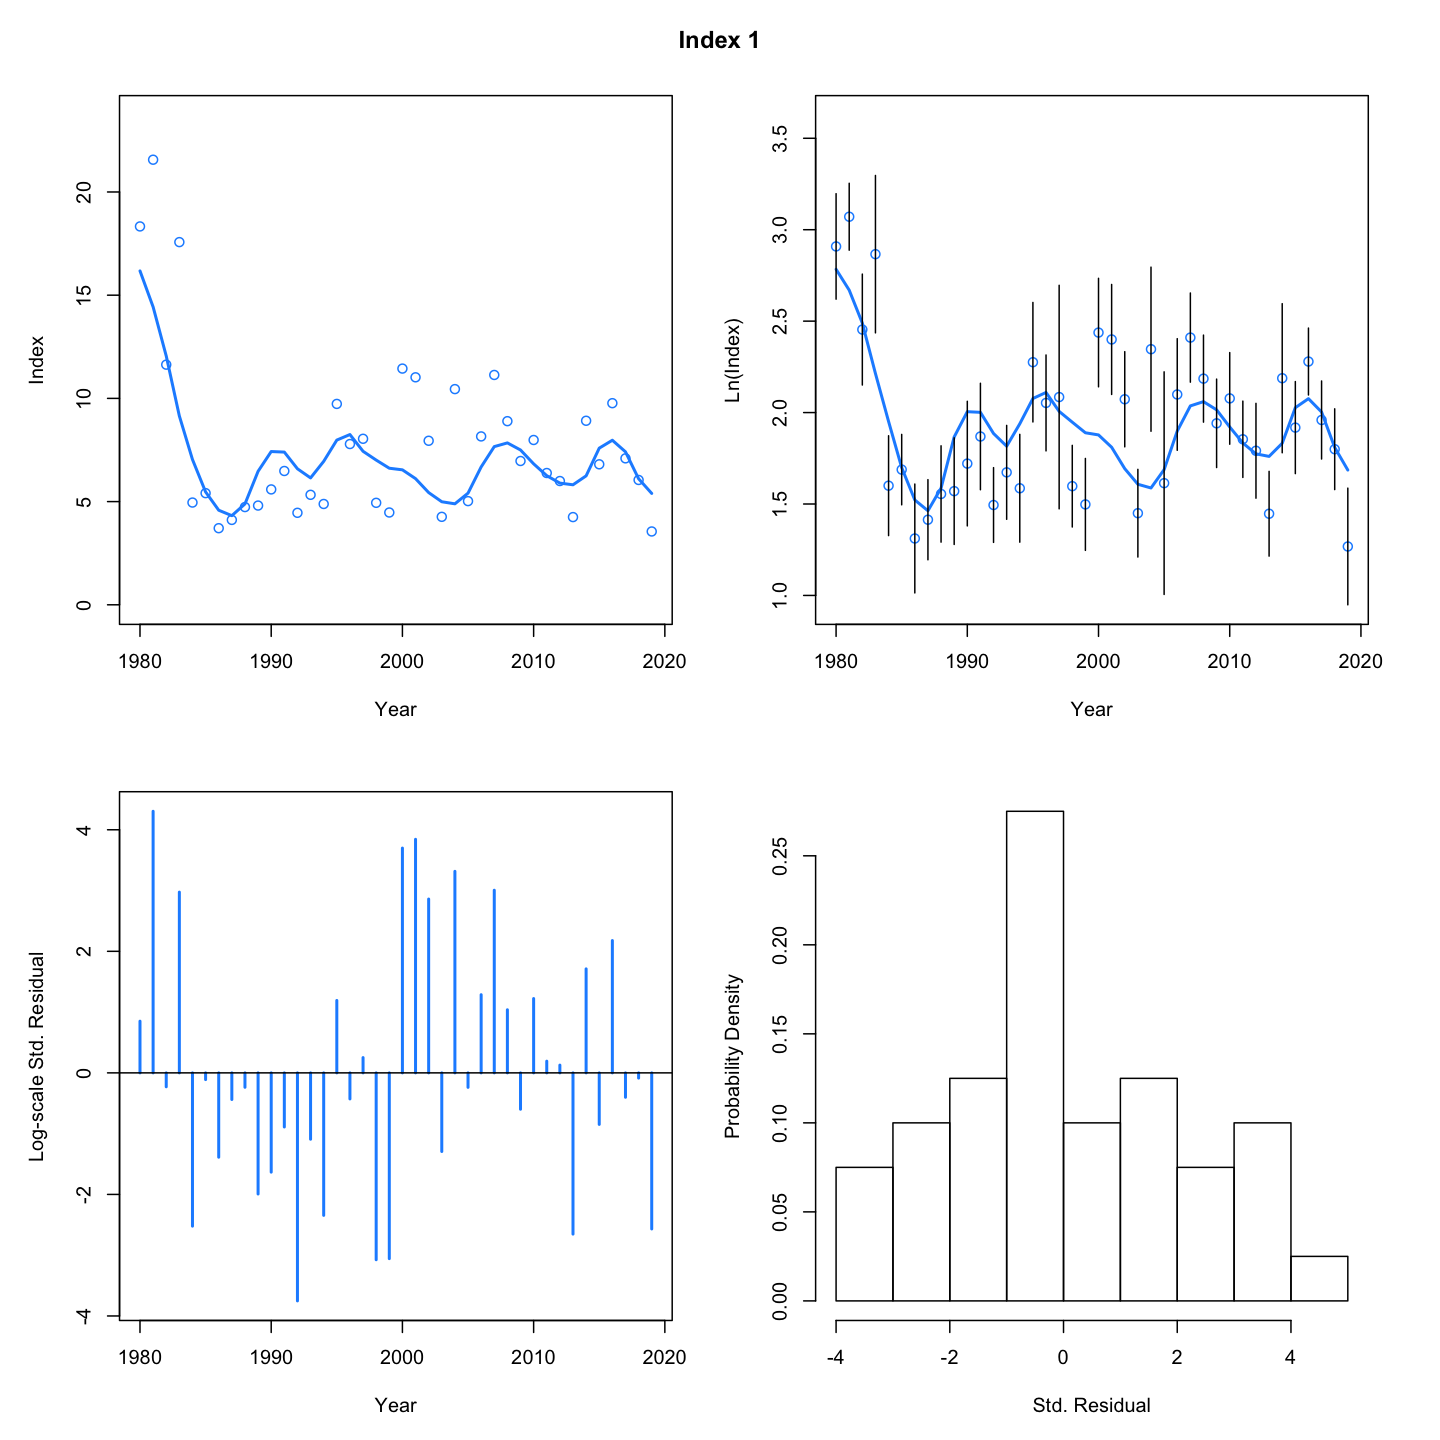 Index 1
Index
20
15
10
5
0
1980 1990 2000 2010 2020
Year
Ln(Index)
3.5
3.0
2.5
2.0
1.5
1.0
1980 1990 2000 2010 2020
Year
Log-scale Std. Residual
4
2
0
-2
-4
1980 1990 2000 2010 2020
Year
Probability Density
0.25
0.20
0.15
0.10
0.05
0.00
-4 -2 0 2 4
Std. Residual